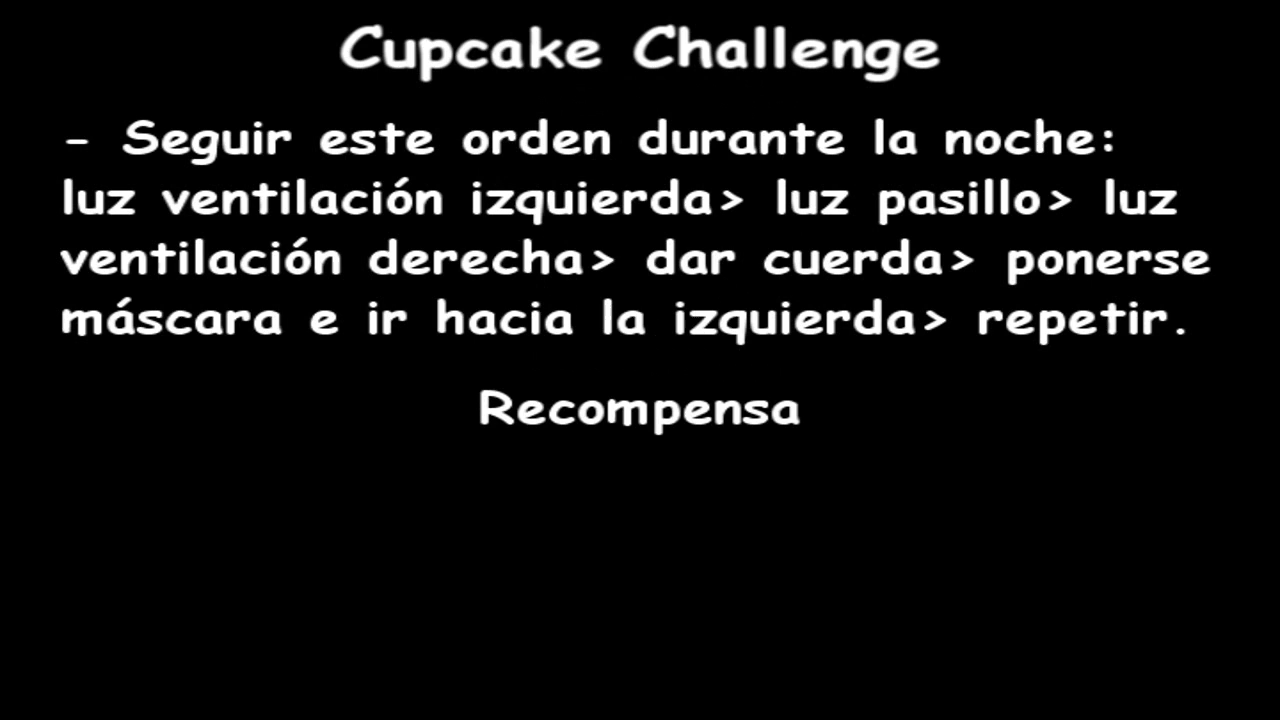 Cupcake Challenge
- Seguir este orden durante la noche:
luz ventilación izquierda> luz pasillo> luz
ventilación derecha> dar cuerda> ponerse
máscara e ir hacia la izquierda> repetir.
Recompensa